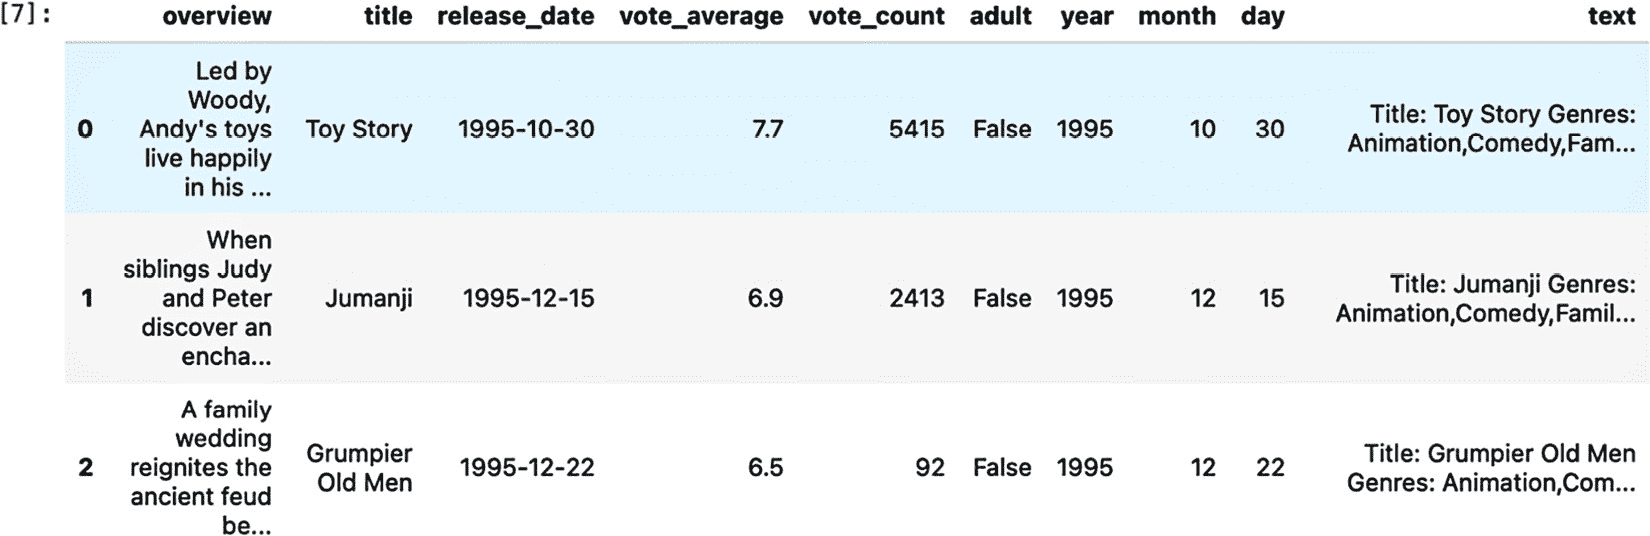 [7]:
overview title release_date vote_average vote_count adult year month day text
Led by
Woody,
0 Andy's toys Toy Story 1995-10-30 7.7 5415 False 1995 10 30 Title: Toy Story Genres:
live happily Animation,Comedy,Fam...
in his ...
When
siblings Judy
1 and Peter Jumanji 1995-12-15 6.9 2413 False 1995 12 15 Title: Jumanji Genres:
discover an Animation,Comedy,Famil...
encha...
A family
wedding
2 reignites the Grumpier 1995-12-22 6.5 92 False 1995 12 22 Title: Grumpier Old Men
ancient feud Old Men Genres: Animation,Com...
be...